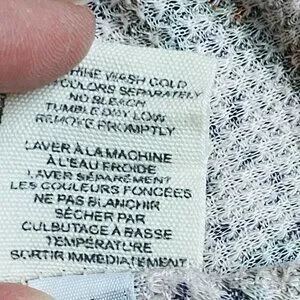 HINE WASH COLD
COLORS SEPARATELY
NO BLEACH
TUMBLE DRY LOW
REMOVE PROMPTLY
LAVER À LA MACHINE
À L'EAU FROIDE
LAVER SÉPARÉMENT
LES COULEURS FONCÉES
NE PAS BLANCHIR
SÉCHER PAR
CULBUTAGE À BASSE
TEMPÉRATURE
SORTIR IMMÉDIATEMENT